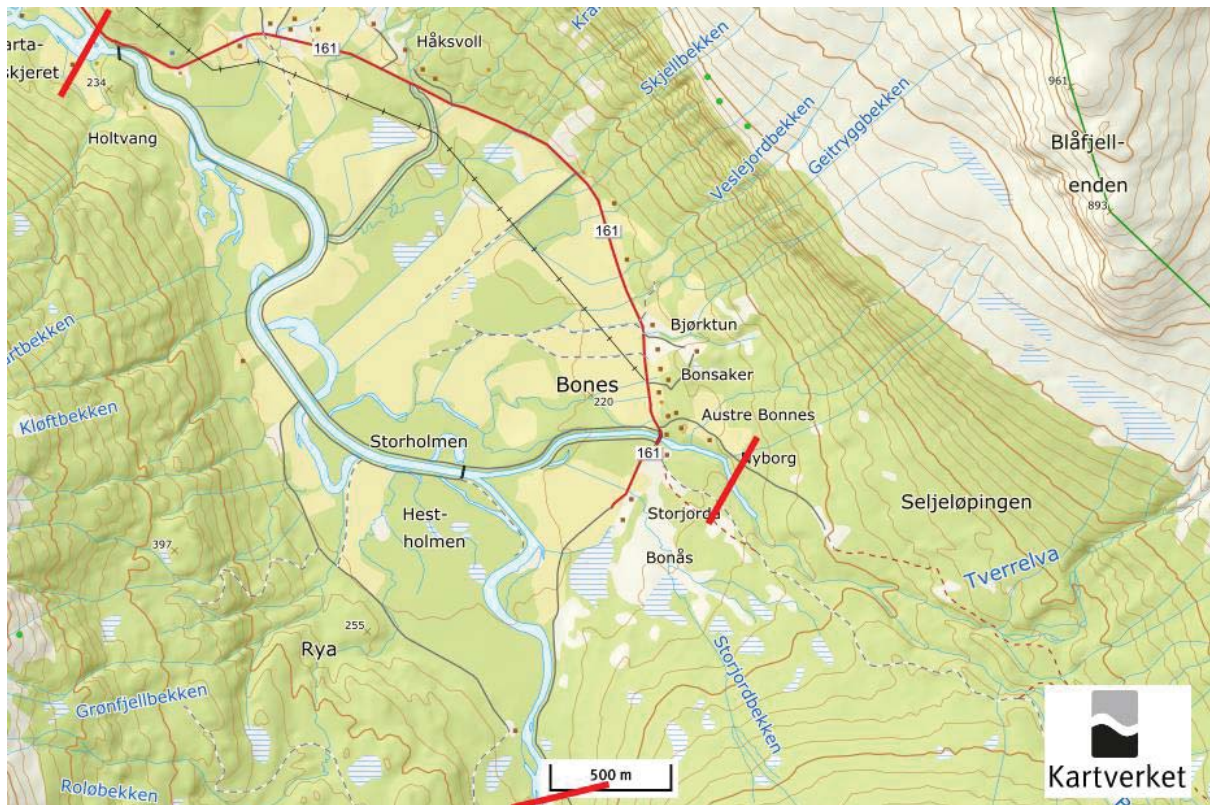 161
Håksvoll
Skjellbekken
skjeret
234
Holtvang
961
Blåfjell-
enden
893
Veslejordbekken
Geitryggbekken
161
Bjørktun
Bonsaker
Bones
220
Austre Bonnes
Kløftbekken
Storholmen
161
Nyborg
Seljeløpingen
Hest-
holmen
Storjorda
Bonås
397
Tverrelva
255
Rya
Storjordbekken
Grønfjellbekken
500 m
Kartverket
Roløbekken